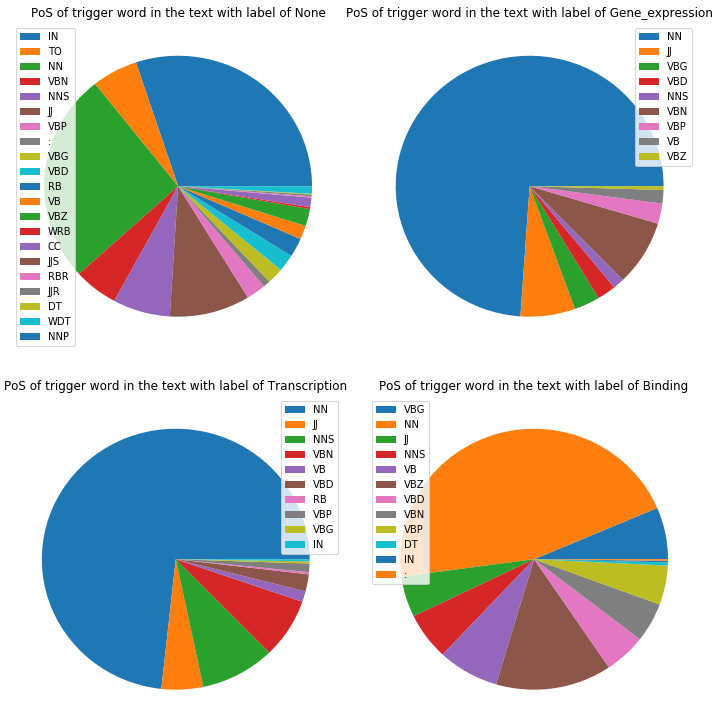 PoS of trigger word in the text with label of None
IN
TO
NN
VBN
NNS
JJ
VBP
:
VBG
VBD
RB
VB
VBZ
WRB
CC
JJS
RBR
JJR
DT
WDT
NNP
PoS of trigger word in the text with label of Gene_expression
NN
JJ
VBG
VBD
NNS
VBN
VBP
VB
VBZ
PoS of trigger word in the text with label of Transcription
NN
JJ
NNS
VBN
VB
VBD
RB
VBP
VBG
IN
PoS of trigger word in the text with label of Binding
VBG
NN
JJ
NNS
VB
VBZ
VBD
VBN
VBP
DT
IN
: